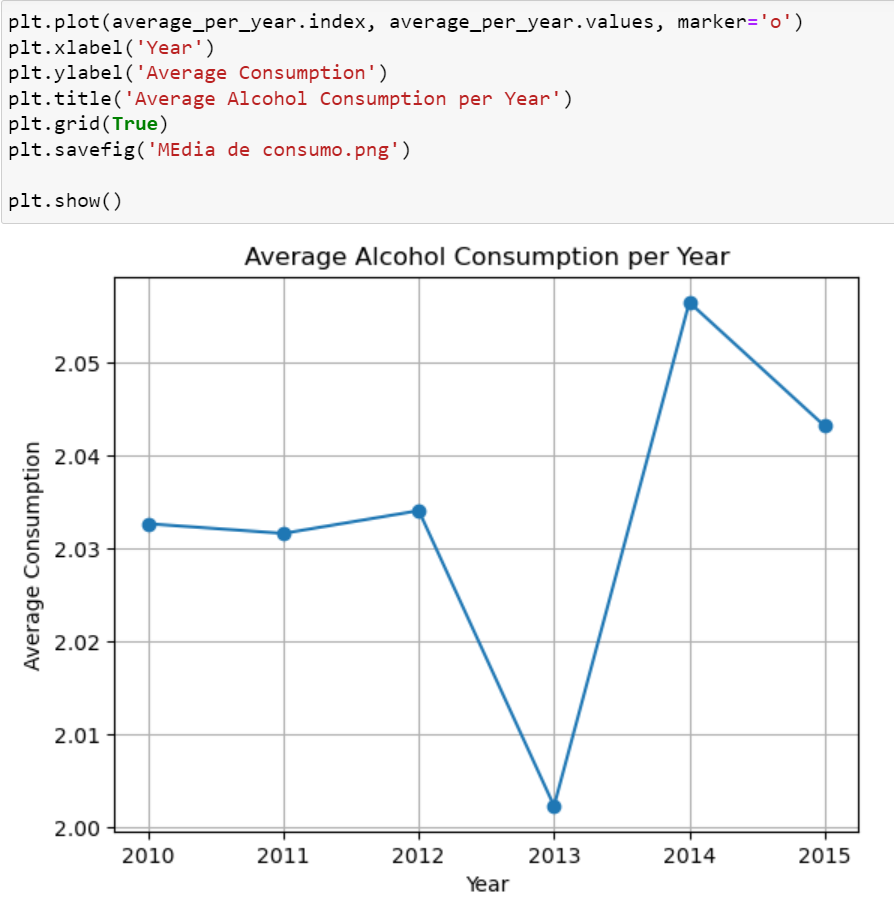 plt.plot(average_per_year.index, average_per_year.values, marker='o')
plt.xlabel('Year')
plt.ylabel('Average Consumption')
plt.title('Average Alcohol Consumption per Year')
plt.grid(True)
plt.savefig('MEdia de consumo.png')
plt.show()
Average Alcohol Consumption per Year
Average Consumption
2.05
2.04
2.03
2.02
2.01
2.00
2010 2011 2012 2013 2014 2015
Year